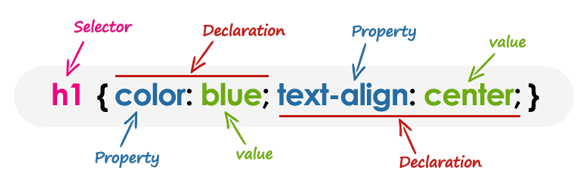 Selector
Declaration
Property
value
h1 { color: blue; text-align: center; }
Property
value
Declaration